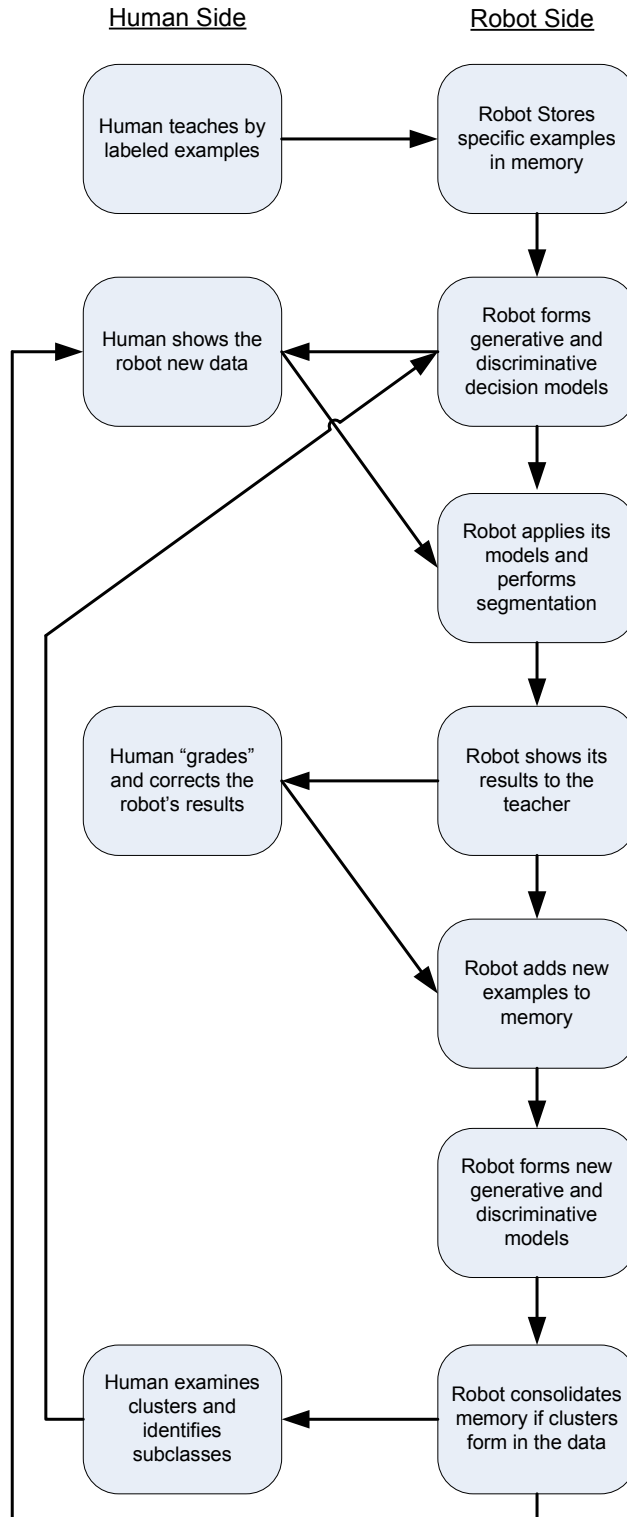 Human Side
Robot Side
Human teaches by
labeled examples
Robot Stores
specific examples
in memory
Human shows the
robot new data
Robot forms
generative and
discriminative
decision models
Robot applies its
models and
performs
segmentation
Human “grades”
and corrects the
robot’s results
Robot shows its
results to the
teacher
Robot adds new
examples to
memory
Robot forms new
generative and
discriminative
models
Human examines
clusters and
identifies
subclasses
Robot consolidates
memory if clusters
form in the data